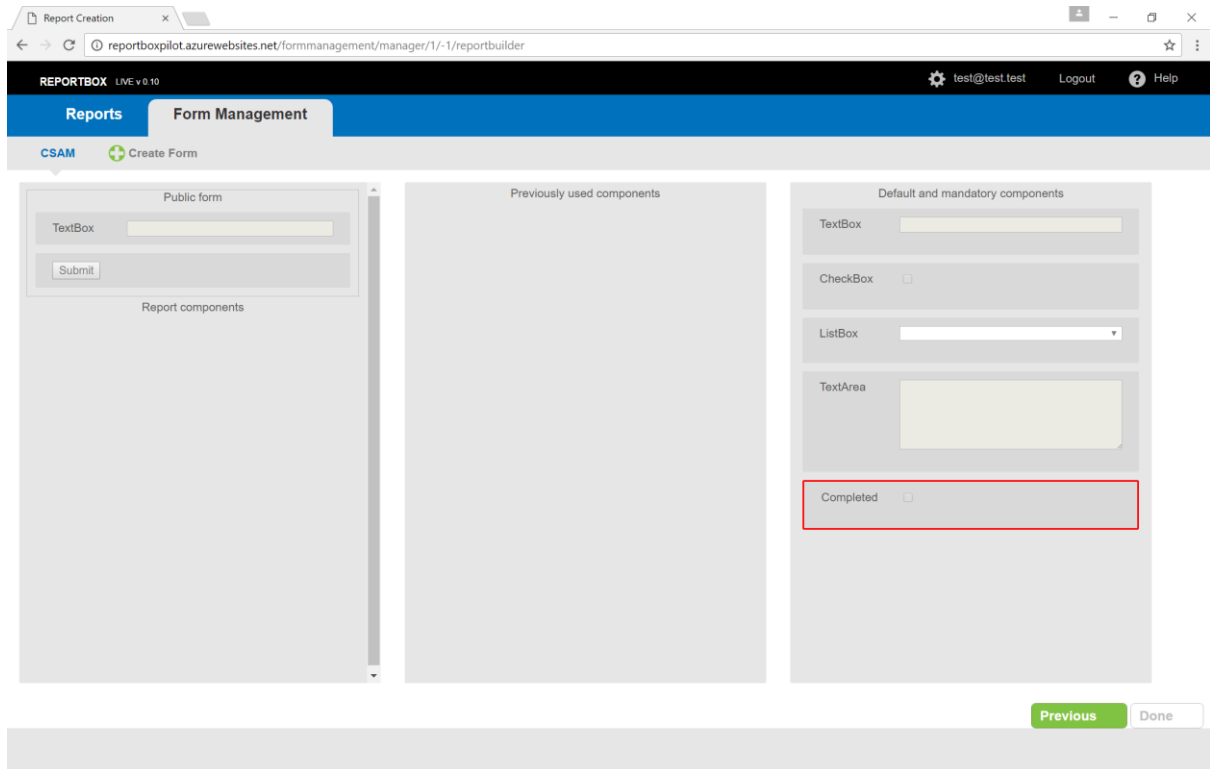 Report Creation
reportboxpilot.azurewebsites.net/formmanagement/manager/1/-1/reportbuilder
REPORTBOX LIVE v 0.10 test@test.test Logout ? Help
Reports Form Management
CSAM Create Form
Public form
TextBox
Submit
Report components
Previously used components
Default and mandatory components
TextBox
CheckBox
ListBox
TextArea
Completed
Previous Done